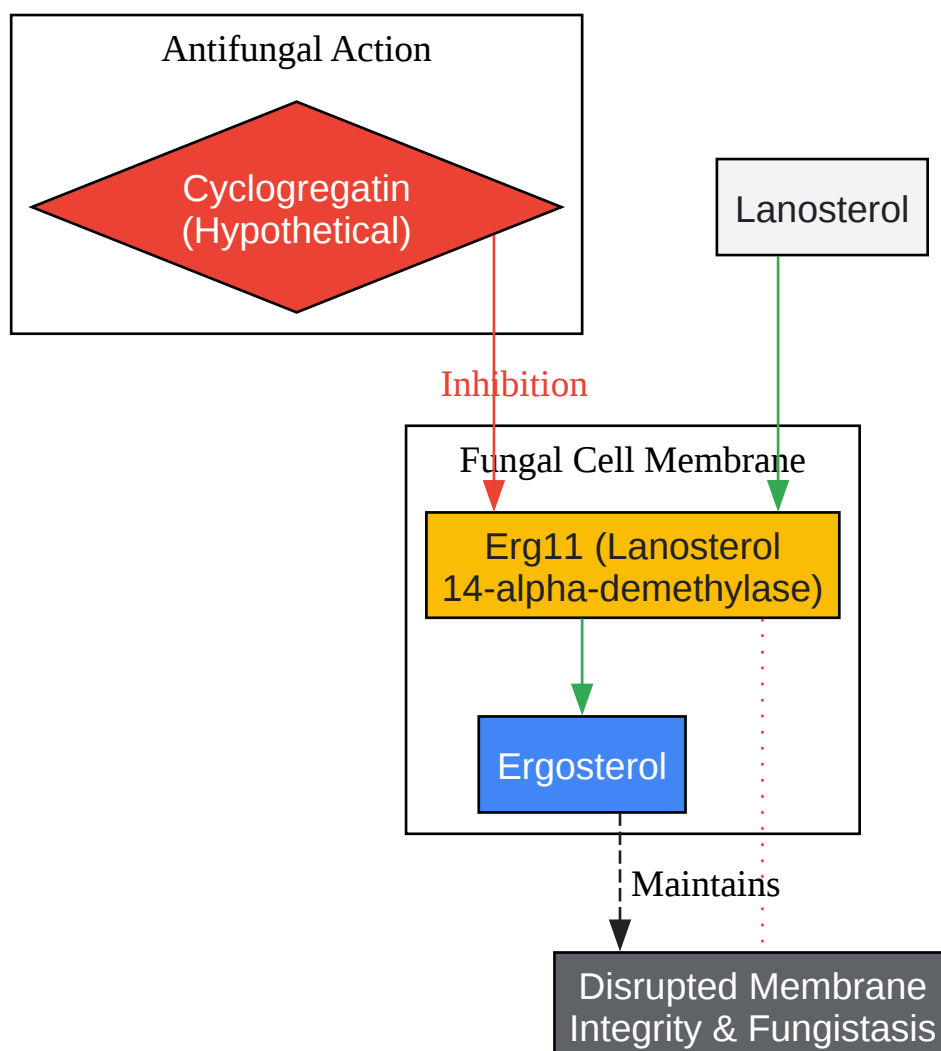 Antifungal Action
Cyclogregatin
(Hypothetical)
Lanosterol
Inhibition
Fungal Cell Membrane
Erg11 (Lanosterol
14-alpha-demethylase)
Ergosterol
Maintains
Disrupted Membrane
Integrity & Fungistasis